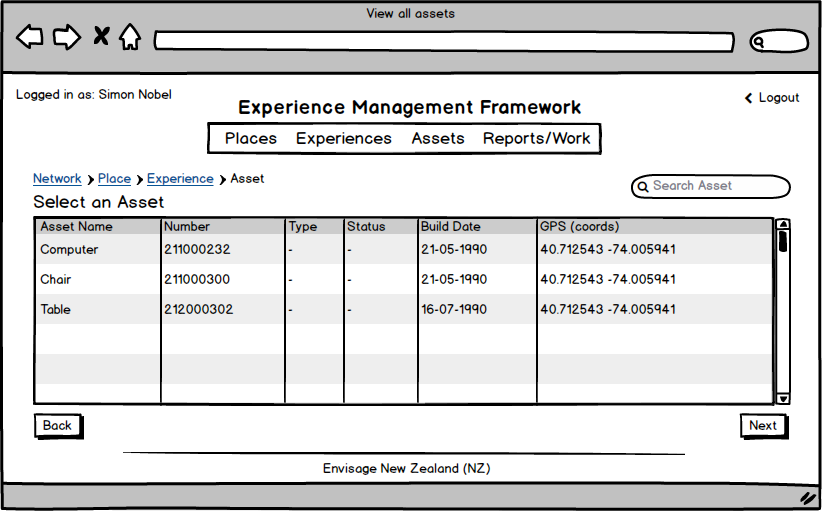 View all assets
Logged in as: Simon Nobel
Logout
Experience Management Framework
Places Experiences Assets Reports/Work
Network Place Experience Asset
Search Asset
Select an Asset
Asset Name Number Type Status Build Date GPS (coords)
Computer 211000232 - - 21-05-1990 40.712543 -74.005941
Chair 211000300 - - 21-05-1990 40.712543 -74.005941
Table 212000302 - - 16-07-1990 40.712543 -74.005941
Back Next
Envisage New Zealand (NZ)